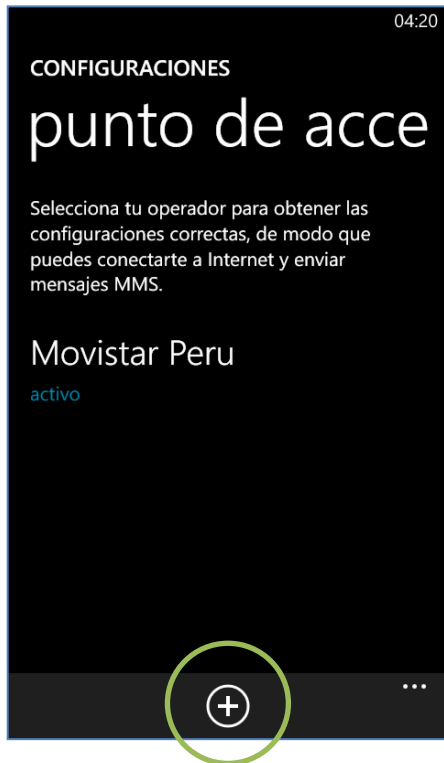 04:20
CONFIGURACIONES
punto de acce
Selecciona tu operador para obtener las
configuraciones correctas, de modo que
puedes conectarte a Internet y enviar
mensajes MMS.
Movistar Peru
activo